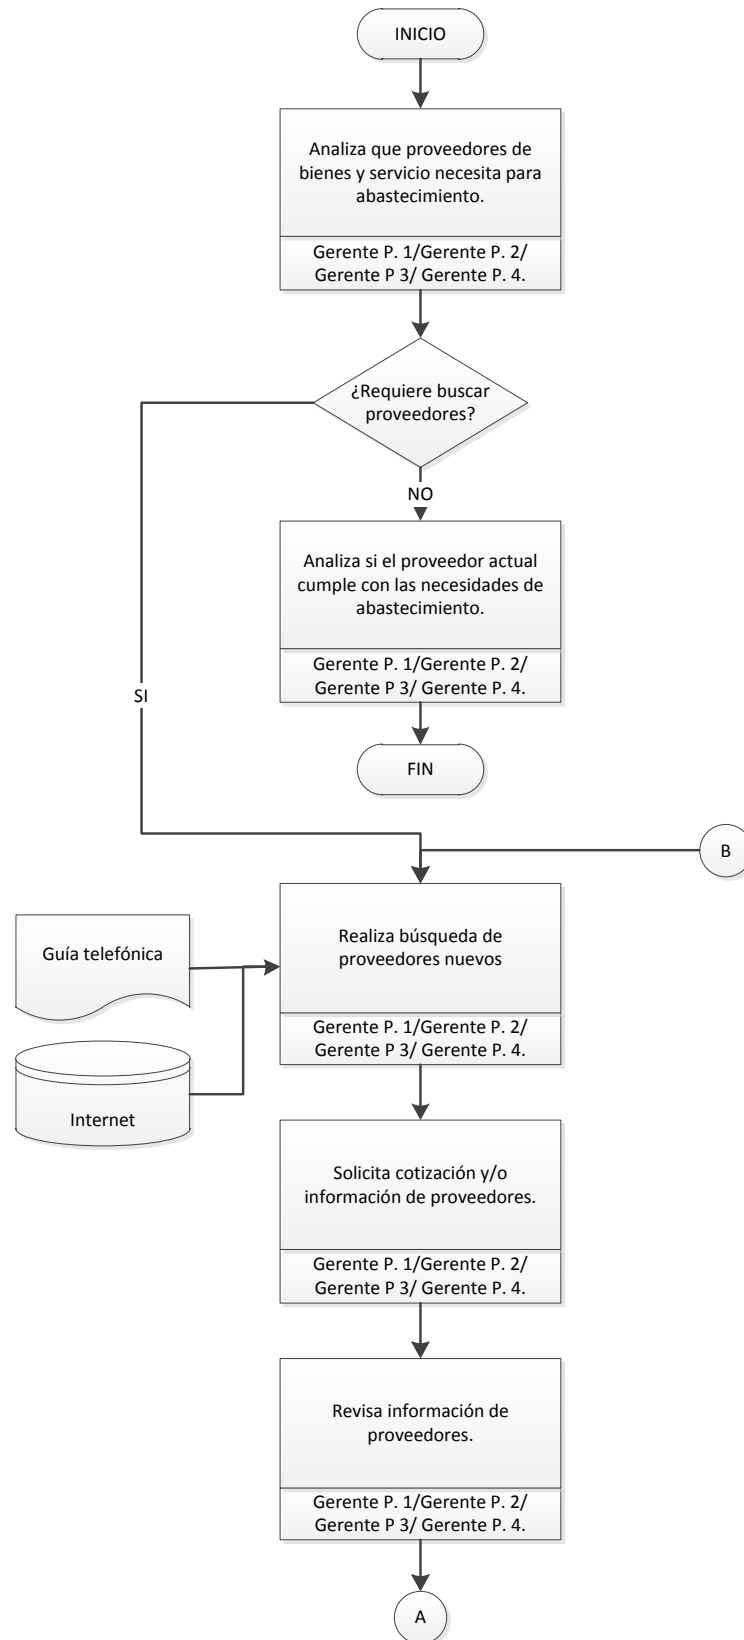 INICIO
Analiza que proveedores de
bienes y servicio necesita para
abastecimiento.
Gerente P. 1/Gerente P. 2/
Gerente P 3/ Gerente P. 4.
¿Requiere buscar
proveedores?
NO
Analiza si el proveedor actual
cumple con las necesidades de
abastecimiento.
Gerente P. 1/Gerente P. 2/
Gerente P 3/ Gerente P. 4.
SI
FIN
B
Realiza búsqueda de
proveedores nuevos
Guía telefónica
Gerente P. 1/Gerente P. 2/
Gerente P 3/ Gerente P. 4.
Internet
Solicita cotización y/o
información de proveedores.
Gerente P. 1/Gerente P. 2/
Gerente P 3/ Gerente P. 4.
Revisa información de
proveedores.
Gerente P. 1/Gerente P. 2/
Gerente P 3/ Gerente P. 4.
A